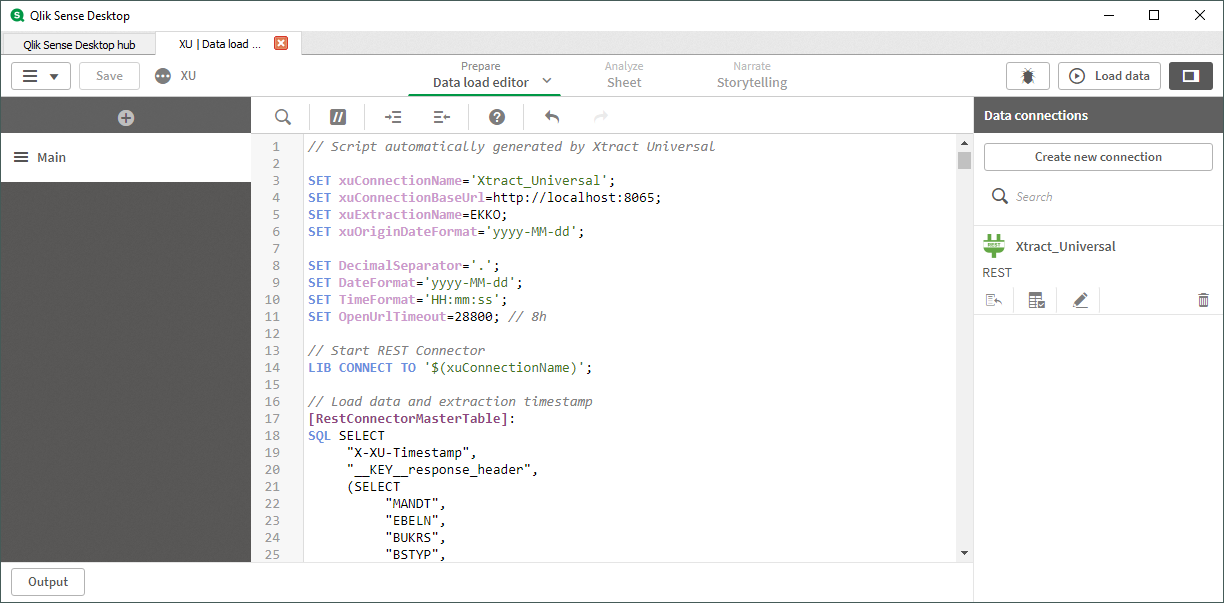 Qlik Sense Desktop
Qlik Sense Desktop hub
XU | Data load ...
Save
XU
Prepare
Data load editor
Analyze
Sheet
Narrate
Storytelling
Load data
Data connections
Main
1 // Script automatically generated by Xtract Universal
2
3 SET xuConnectionName='Xtract_Universal';
4 SET xuConnectionBaseUrl=http://localhost:8065;
5 SET xuExtractionName=EKKO;
6 SET xuOriginDateFormat='yyyy-MM-dd';
7
8 SET DecimalSeparator='.';
9 SET DateFormat='yyyy-MM-dd';
10 SET TimeFormat='HH:mm:ss';
11 SET OpenUrlTimeout=28800; // 8h
12
13 // Start REST Connector
14 LIB CONNECT TO '$(xuConnectionName)';
15
16 // Load data and extraction timestamp
17 [RestConnectorMasterTable]:
18 SQL SELECT
19 "X-XU-Timestamp",
20 "__KEY__response_header",
21 (SELECT
22 "MANDT",
23 "EBELN",
24 "BUKRS",
25 "BSTYP",
Create new connection
Search
REST
Xtract_Universal
REST
Output